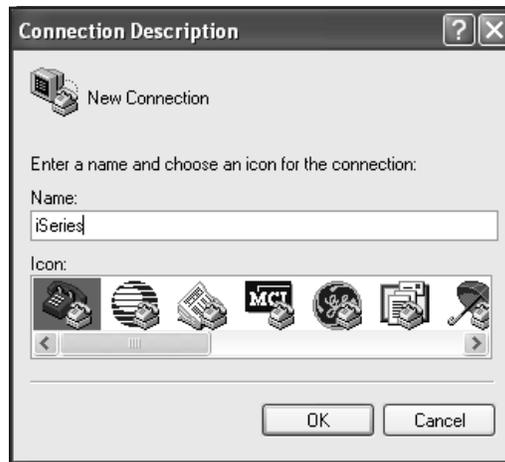 Connection Description
New Connection
Enter a name and choose an icon for the connection:
Name:
iSeries
Icon:
MCI
OK
Cancel